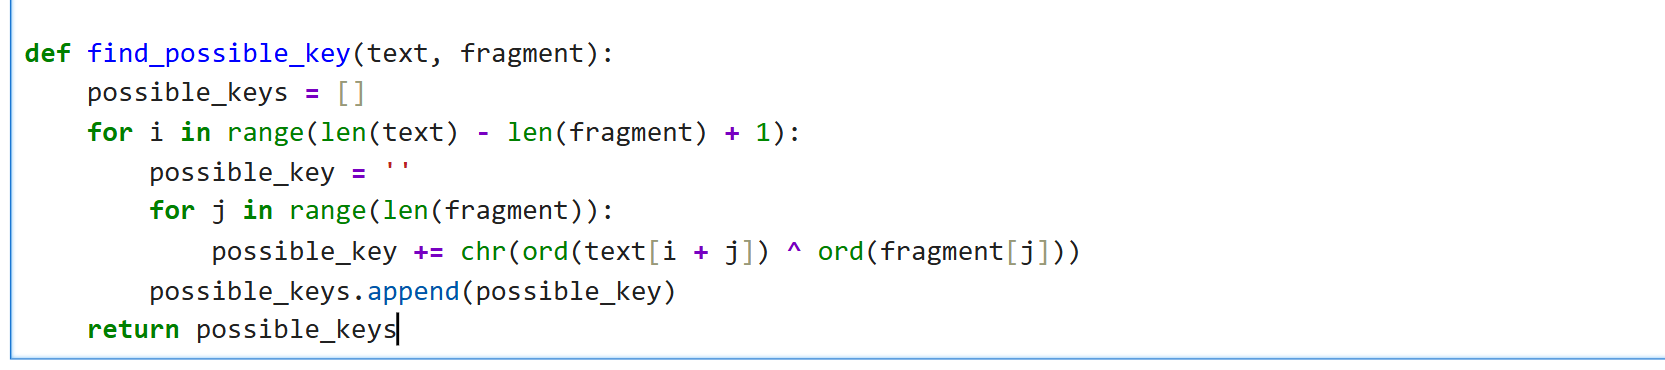 def find_possible_key(text, fragment):
    possible_keys = []
    for i in range(len(text) - len(fragment) + 1):
        possible_key = ''
        for j in range(len(fragment)):
            possible_key += chr(ord(text[i + j]) ^ ord(fragment[j]))
        possible_keys.append(possible_key)
    return possible_keys